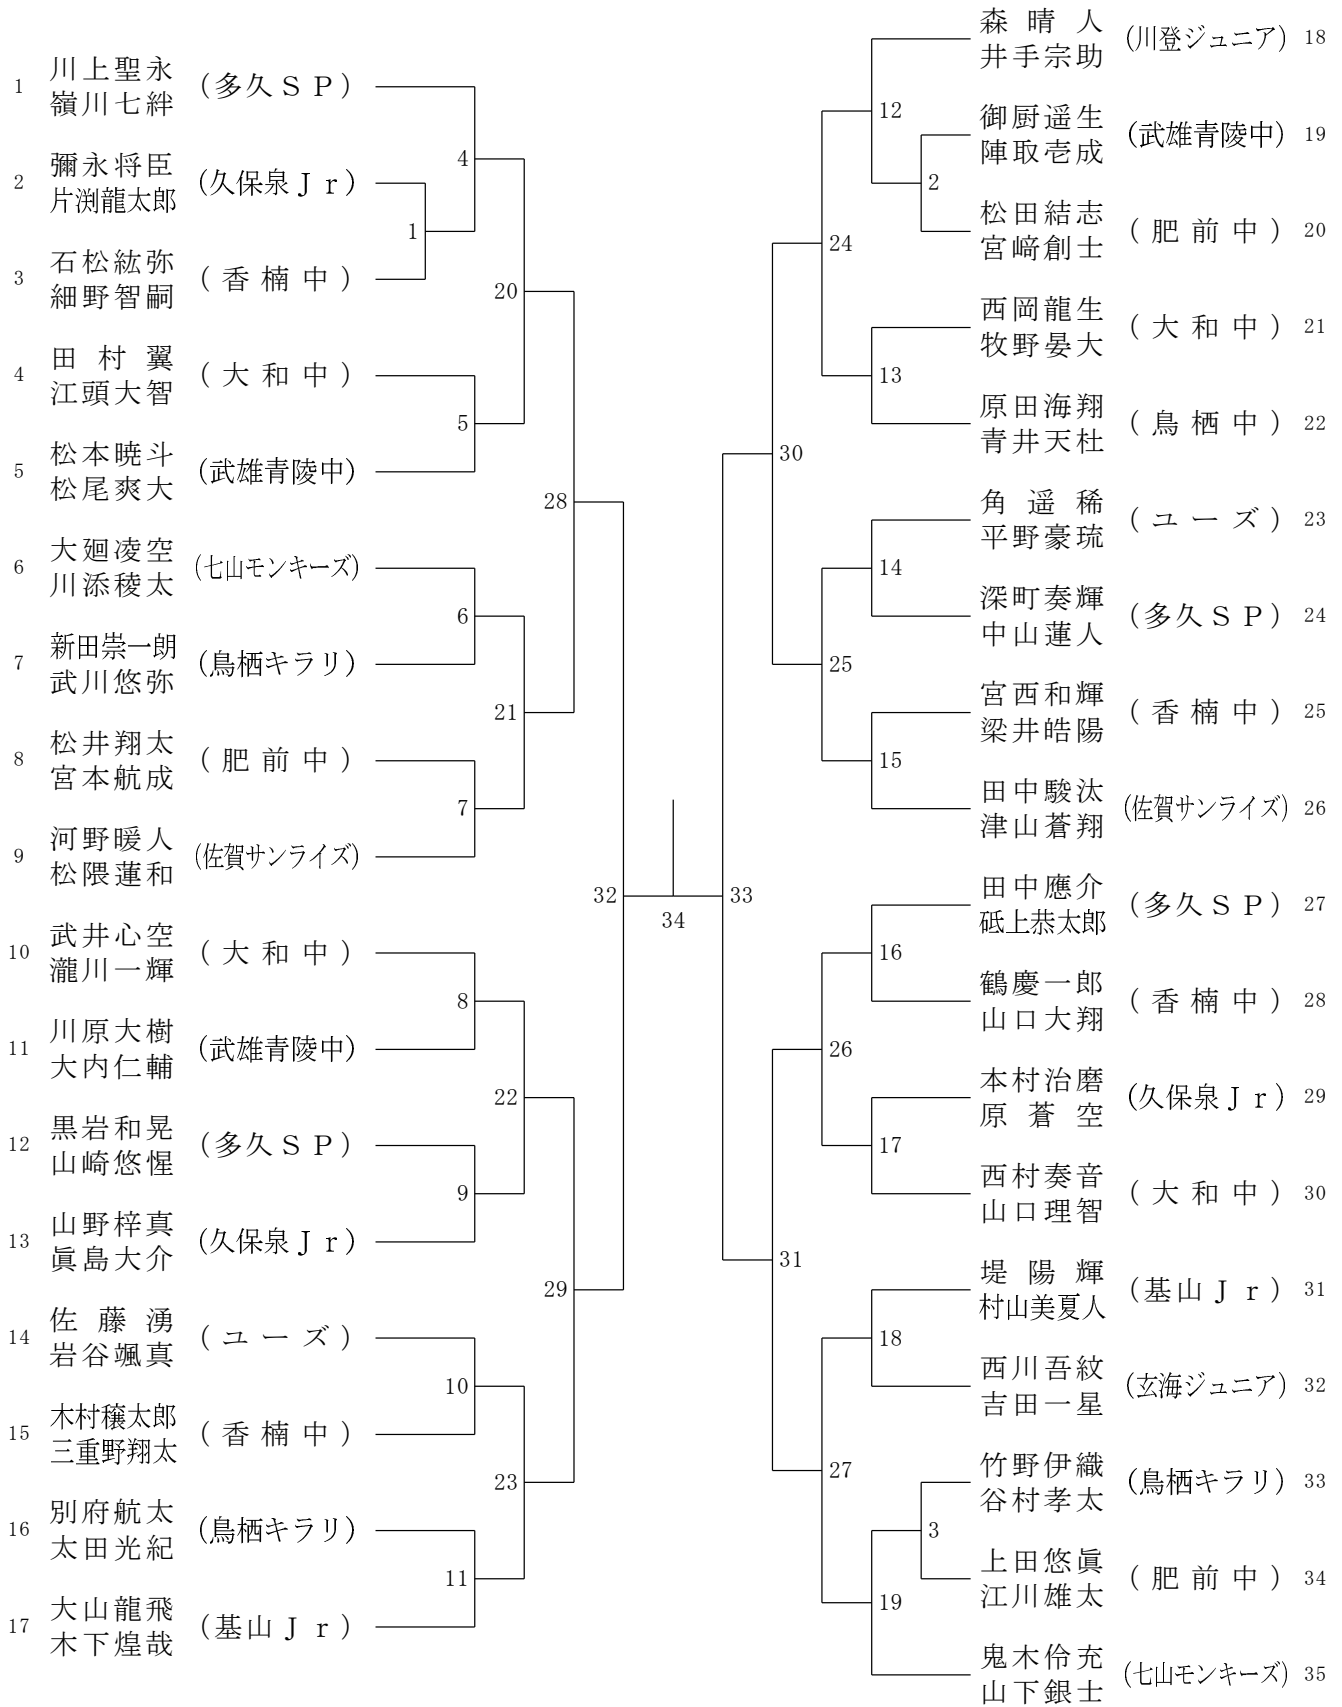 1 川上聖永 (多久ＳＰ)
嶺川七絆
2 彌永将臣 (久保泉Ｊｒ)
片渕龍太郎
3 石松紘弥 (香楠中)
細野智嗣
4 田村翼 (大和中)
江頭大智
5 松本暁斗 (武雄青陵中)
松尾爽大
6 大廻凌空 (七山モンキーズ)
川添稜太
7 新田崇一朗 (鳥栖キラリ)
武川悠弥
8 松井翔太 (肥前中)
宮本航成
9 河野暖人 (佐賀サンライズ)
松隈蓮和
10 武井心空 (大和中)
瀧川一輝
11 川原大樹 (武雄青陵中)
大内仁輔
12 黒岩和晃 (多久ＳＰ)
山崎悠惺
13 山野梓真 (久保泉Ｊｒ)
眞島大介
14 佐藤湧 (ユーズ)
岩谷颯真
15 木村穣太郎 (香楠中)
三重野翔太
16 別府航太 (鳥栖キラリ)
太田光紀
17 大山龍飛 (基山Ｊｒ)
木下煌哉
1
4
5
6
7
8
9
10
11
20
21
22
23
28
29
32
34
33
30
31
24
25
26
27
12
2
13
14
15
16
17
18
3
19
森晴人 (川登ジュニア) 18
井手宗助
御厨遥生 (武雄青陵中) 19
陣取壱成
松田結志 (肥前中) 20
宮﨑創士
西岡龍生 (大和中) 21
牧野晏大
原田海翔 (鳥栖中) 22
青井天杜
角遥稀 (ユーズ) 23
平野豪琉
深町奏輝 (多久ＳＰ) 24
中山蓮人
宮西和輝 (香楠中) 25
梁井皓陽
田中駿汰 (佐賀サンライズ) 26
津山蒼翔
田中應介 (多久ＳＰ) 27
砥上恭太郎
鶴慶一郎 (香楠中) 28
山口大翔
本村治磨 (久保泉Ｊｒ) 29
原蒼空
西村奏音 (大和中) 30
山口理智
堤陽輝 (基山Ｊｒ) 31
村山美夏人
西川吾紋 (玄海ジュニア) 32
吉田一星
竹野伊織 (鳥栖キラリ) 33
谷村孝太
上田悠眞 (肥前中) 34
江川雄太
鬼木伶充 (七山モンキーズ) 35
山下銀士